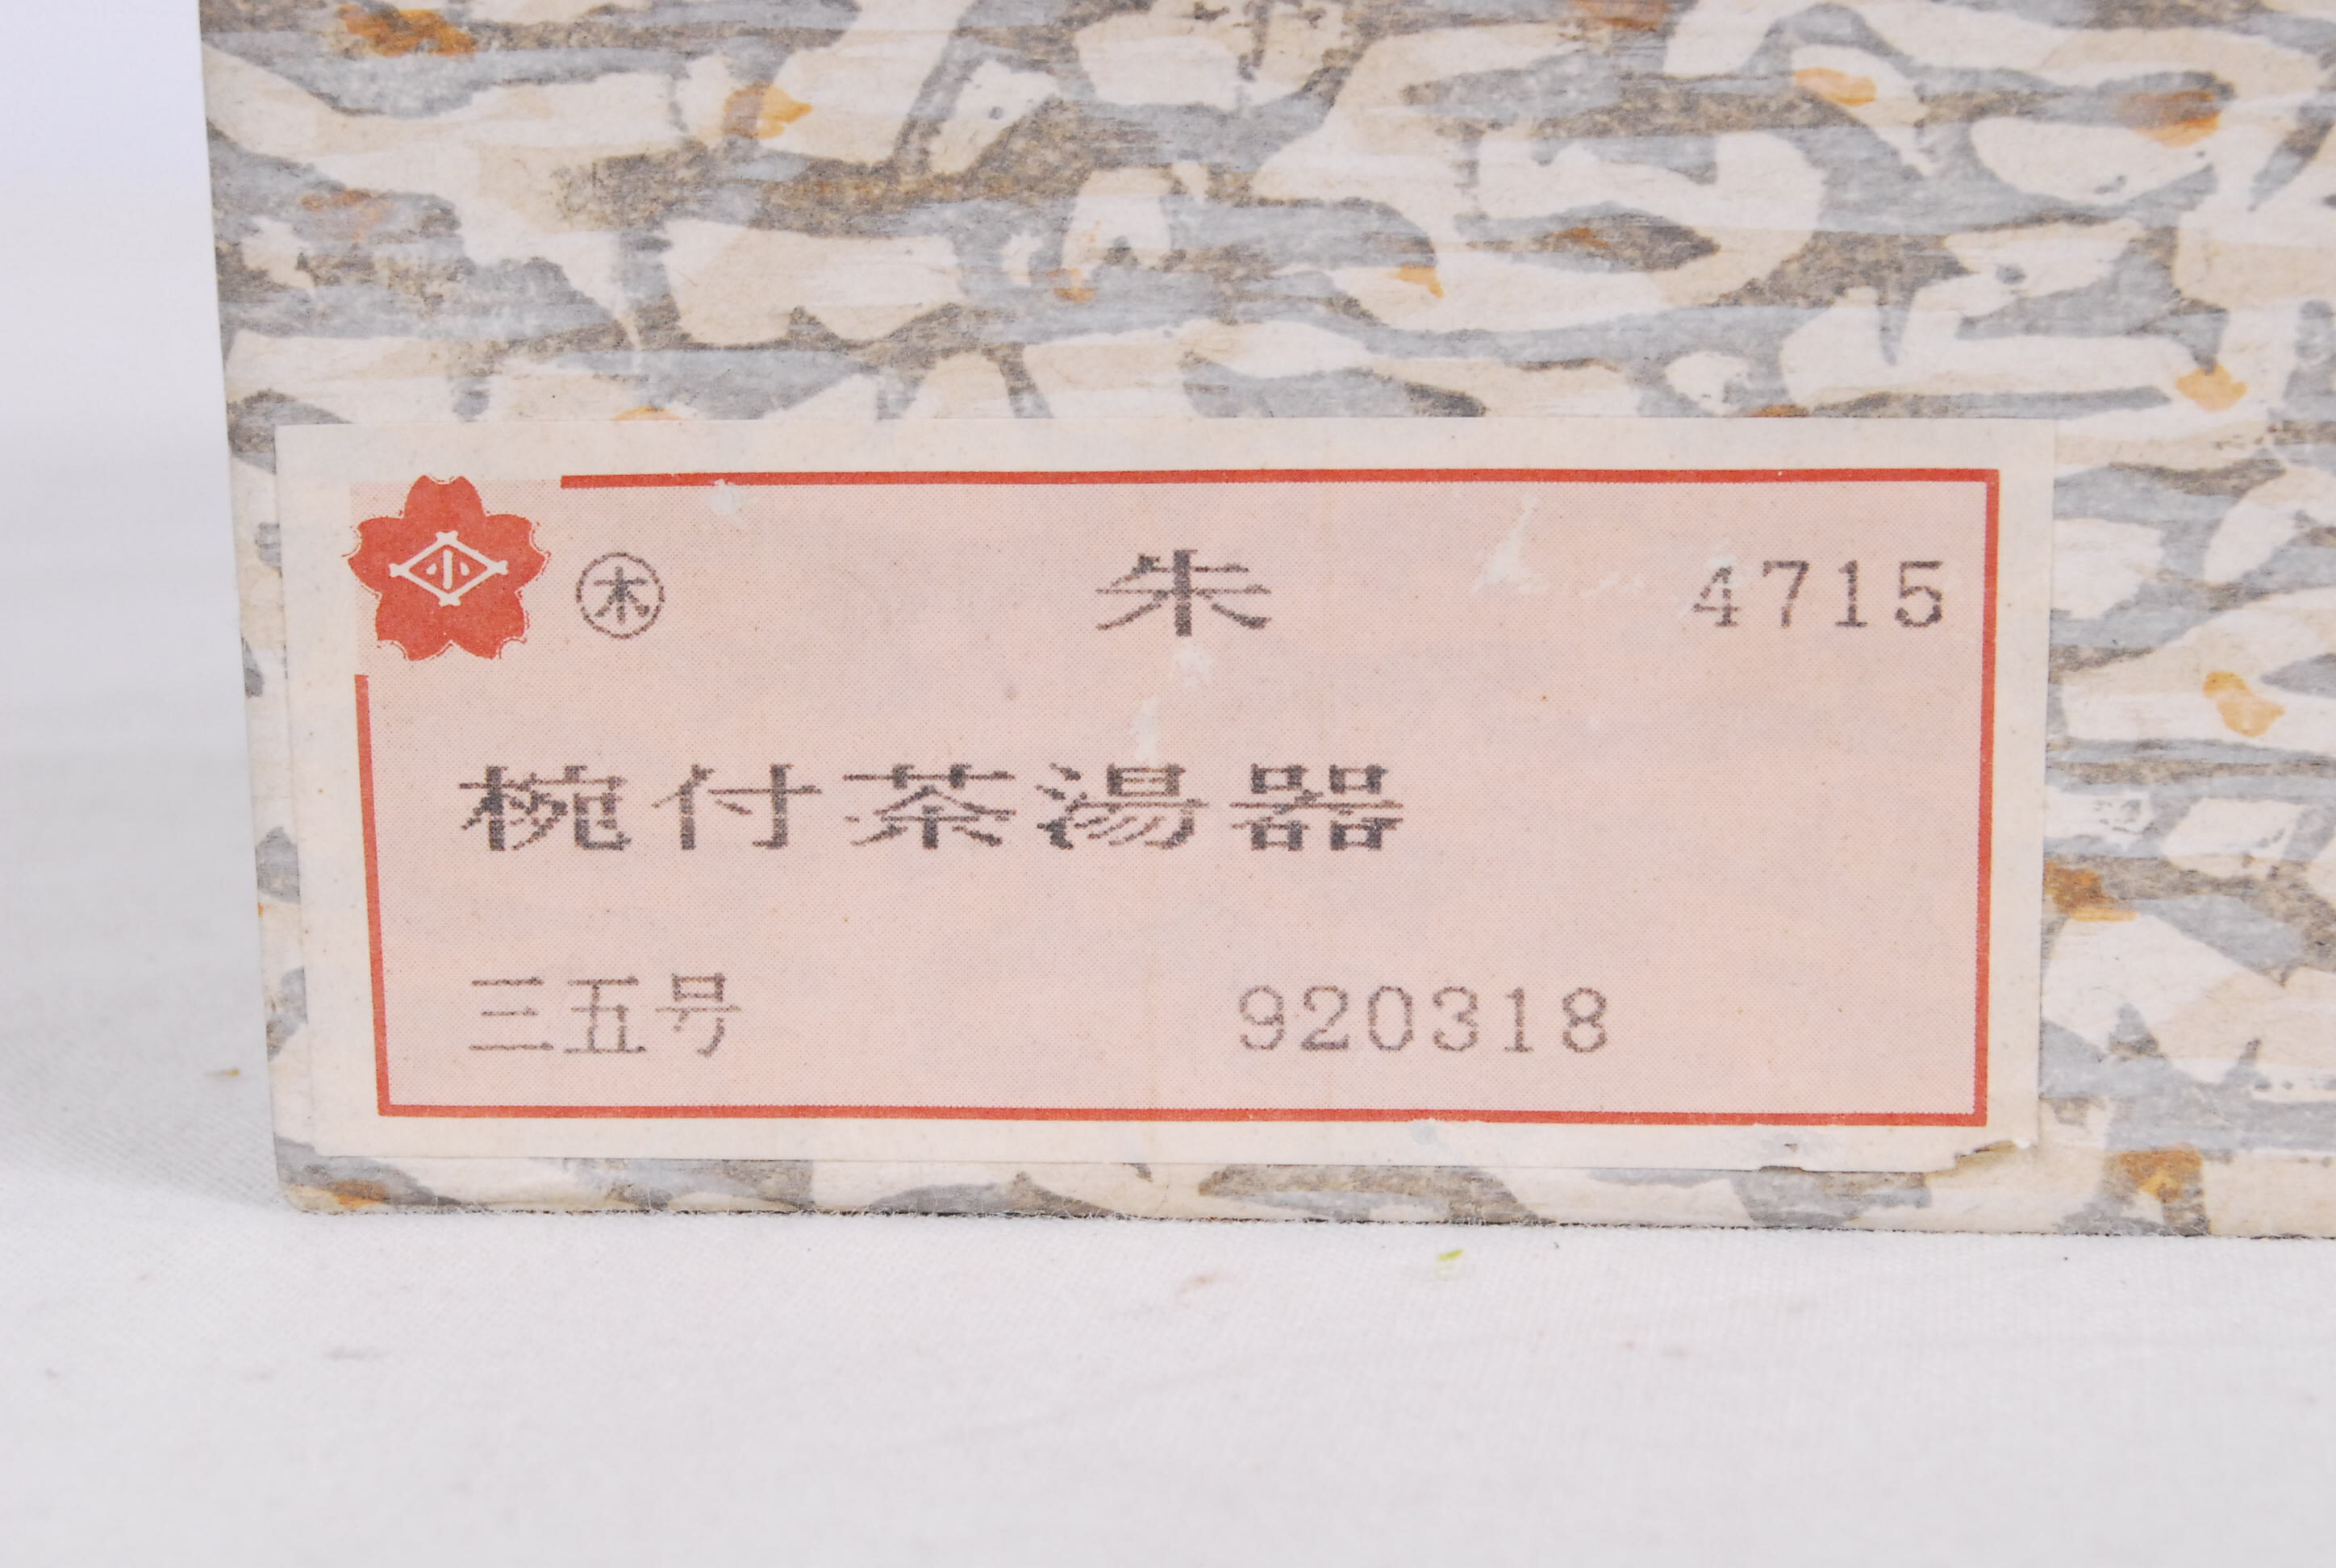 小
㊍ 朱 4715
椀付茶湯器
三五号 920318